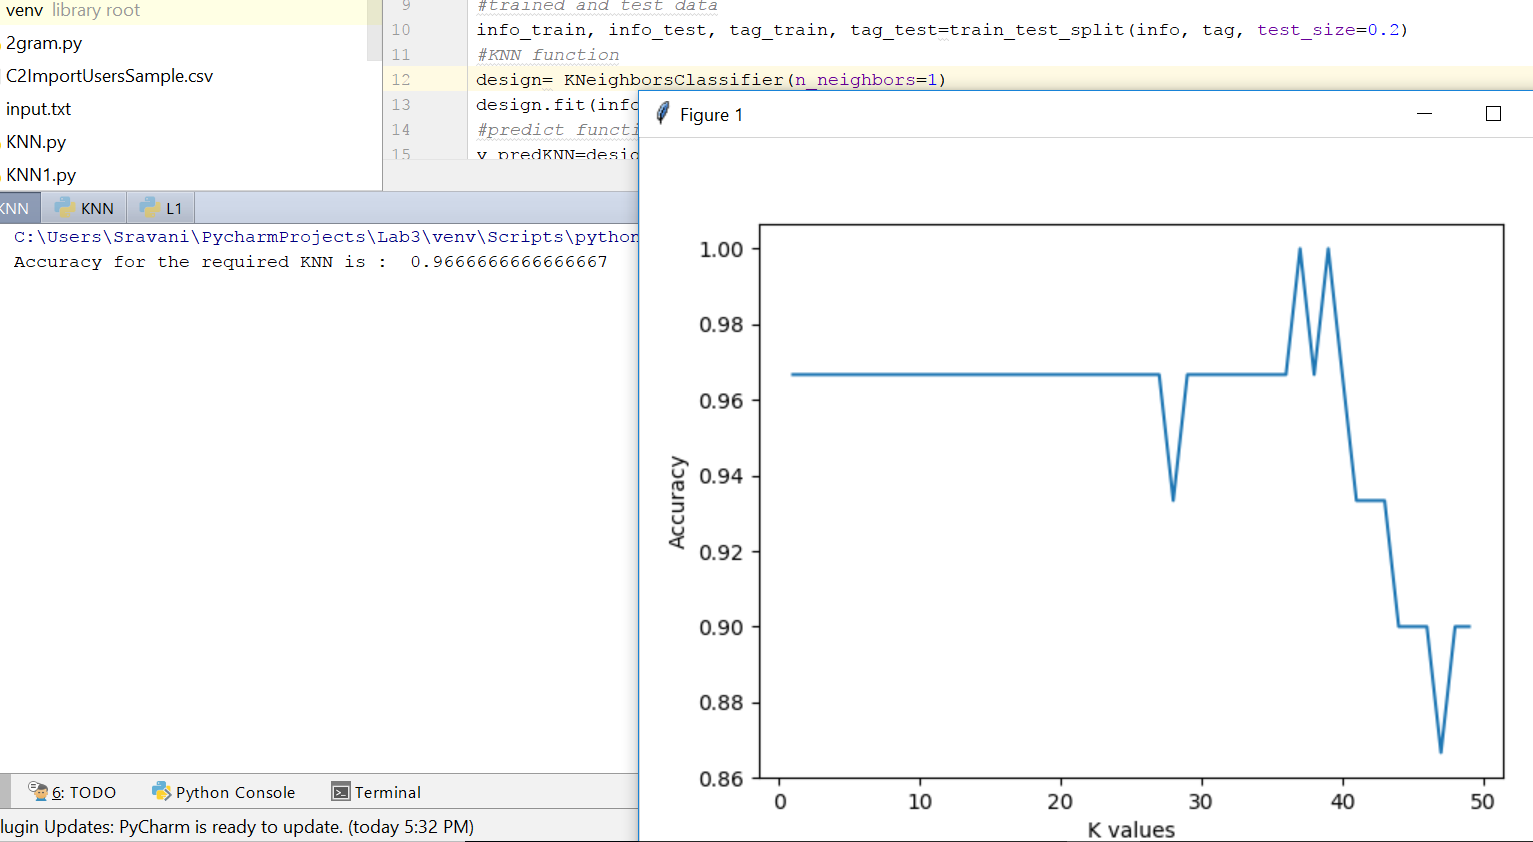 venv library root
2gram.py
C2ImportUsersSample.csv
input.txt
KNN.py
KNN1.py
9 #trained and test data
10 info_train, info_test, tag_train, tag_test=train_test_split(info, tag, test_size=0.2)
11 #KNN function
12 design= KNeighborsClassifier(n_neighbors=1)
13 design.fit(info
14 #predict functi
15 y_predKNN=desig
KNN KNN L1
C:\Users\Sravani\PycharmProjects\Lab3\venv\Scripts\python
Accuracy for the required KNN is : 0.9666666666666667
6: TODO Python Console Terminal
lugin Updates: PyCharm is ready to update. (today 5:32 PM)
Figure 1
1.00
0.98
0.96
0.94
0.92
0.90
0.88
0.86
Accuracy
0 10 20 30 40 50
K values